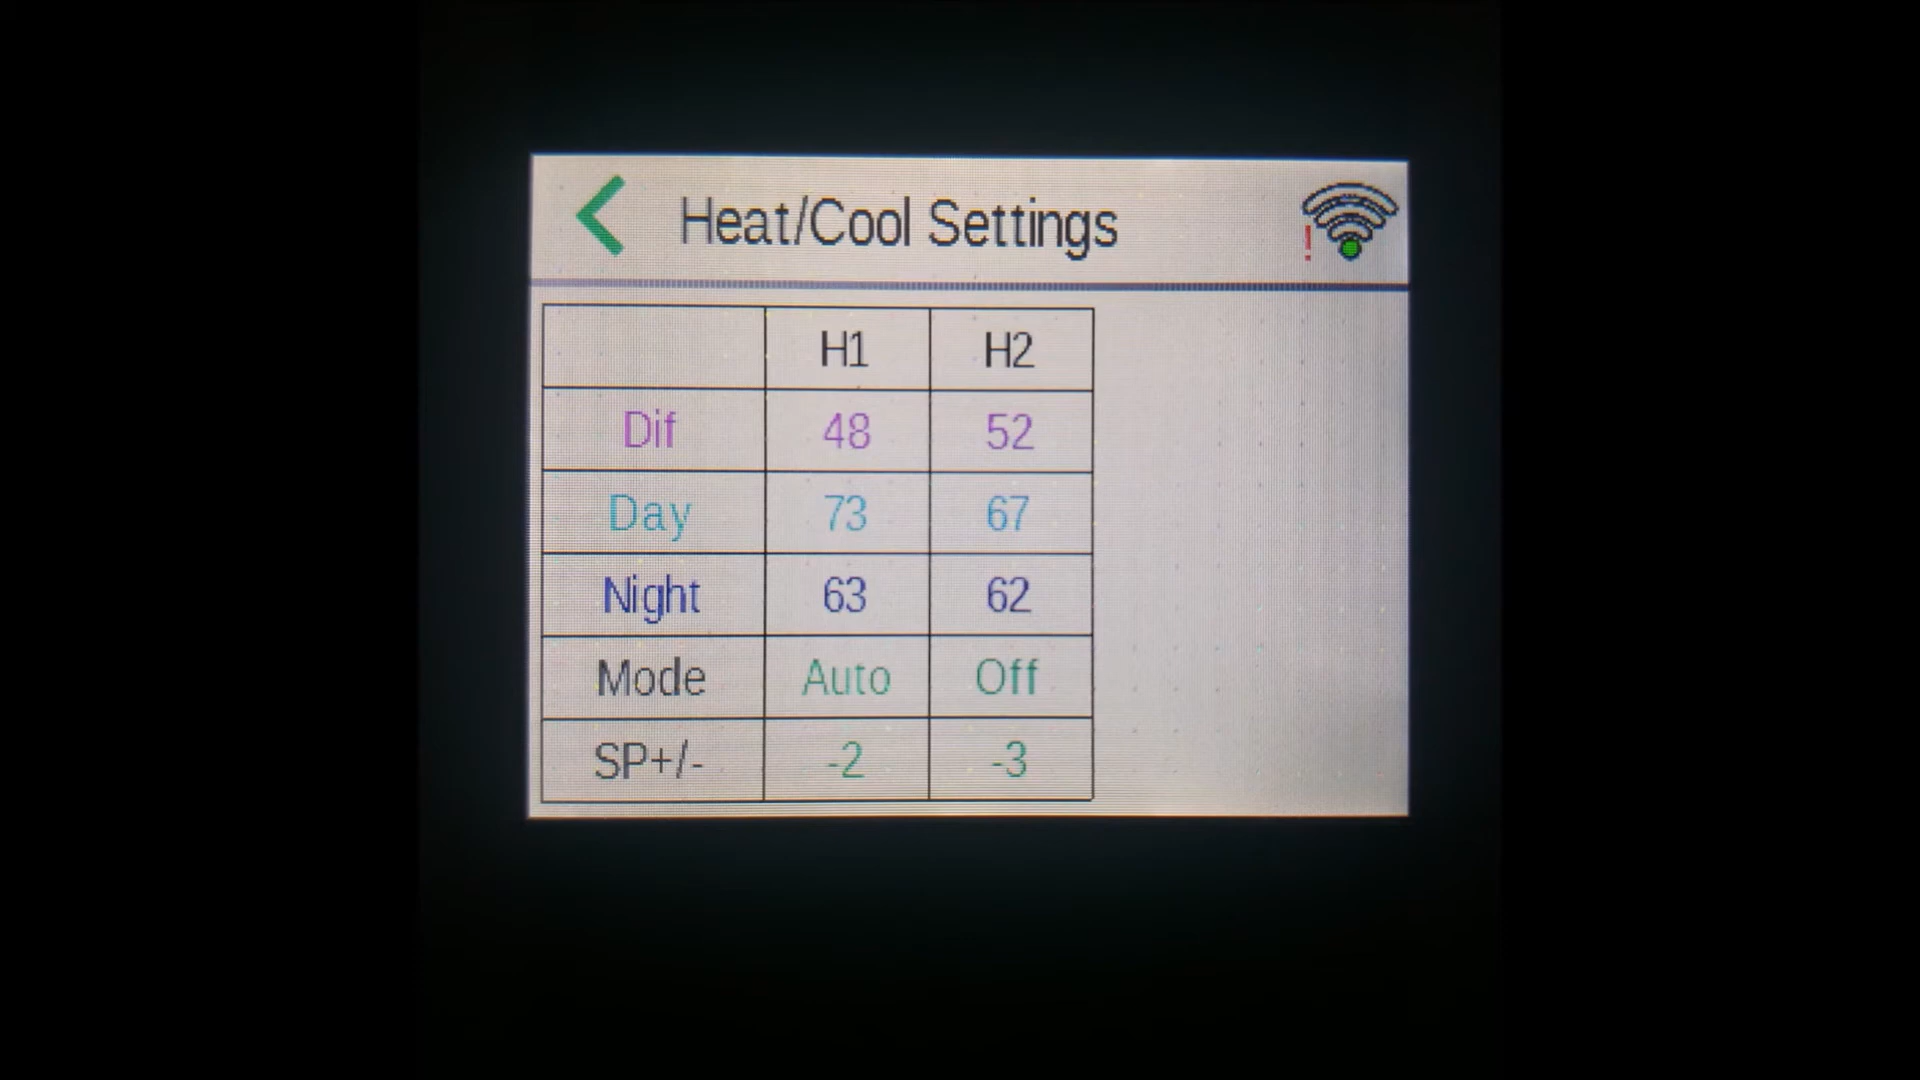 Heat/Cool Settings
!
H1 H2
Dif 48 52
Day 73 67
Night 63 62
Mode Auto Off
SP+/- -2 -3